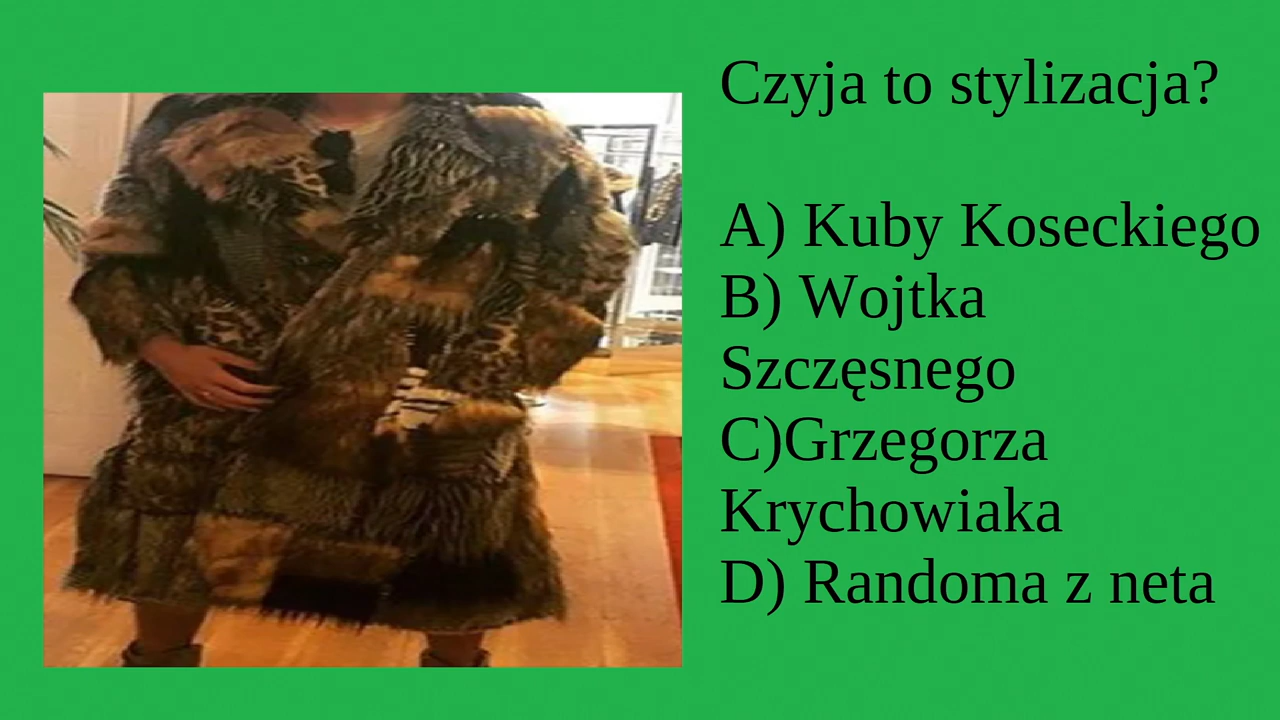 Czyja to stylizacja?
A) Kuby Koseckiego
B) Wojtka
Szczęsnego
C)Grzegorza
Krychowiaka
D) Randoma z neta